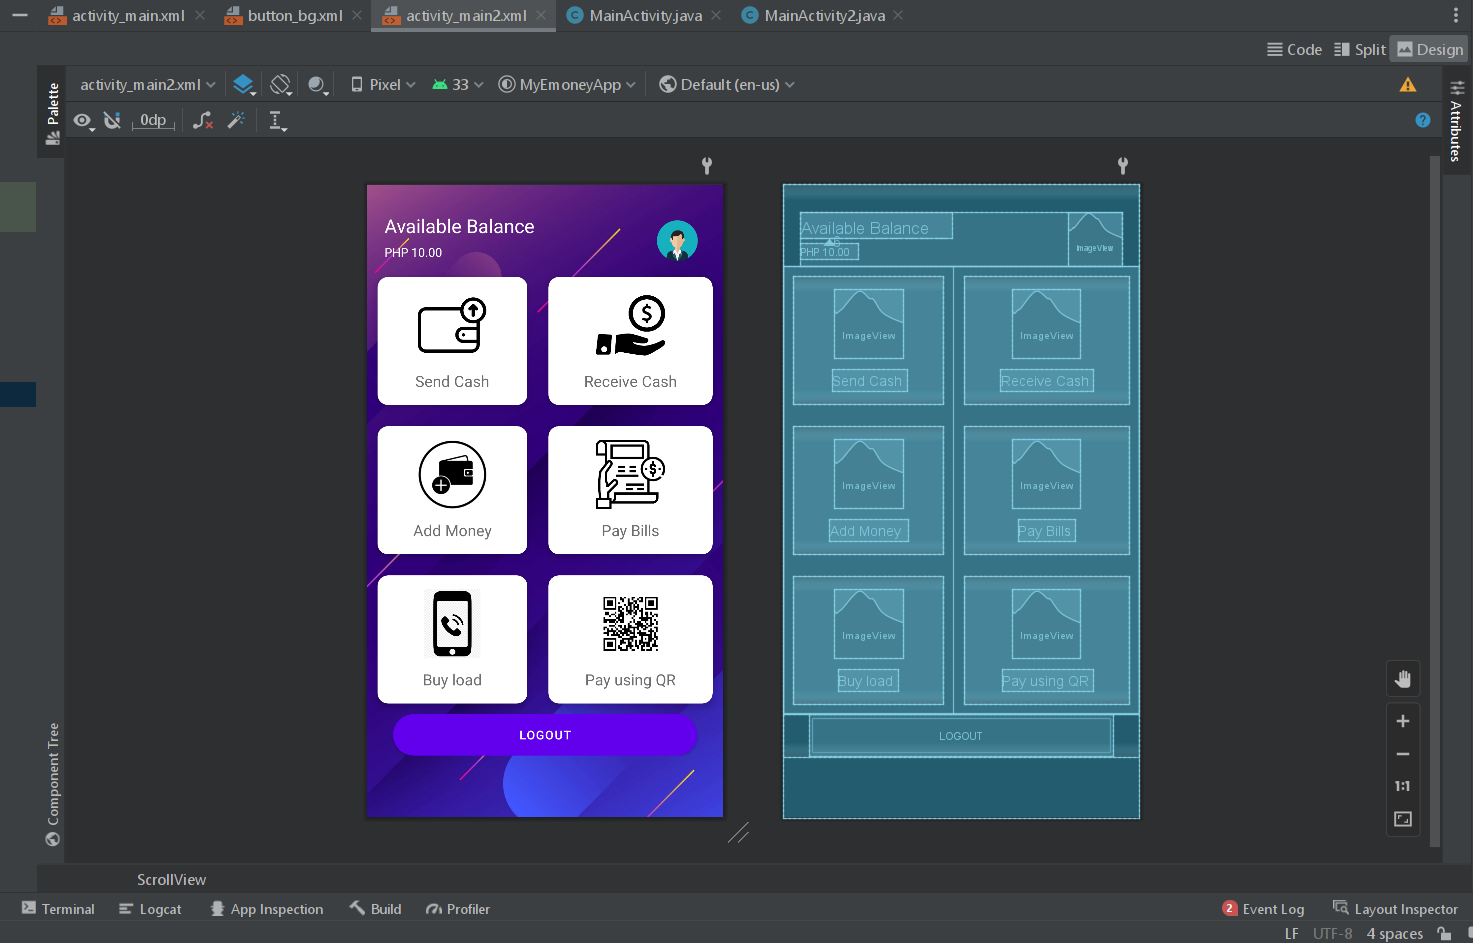 activity_main.xml button_bg.xml activity_main2.xml MainActivity.java MainActivity2.java
Code Split Design
activity_main2.xml Pixel 33 MyEmoneyApp Default (en-us)
0dp
Palette
Attributes
Available Balance
PHP 10.00
Send Cash
Receive Cash
Add Money
Pay Bills
Buy load
Pay using QR
LOGOUT
Available Balance
PHP 10.00
ImageView
ImageView
ImageView
Send Cash
Receive Cash
ImageView
ImageView
Add Money
Pay Bills
ImageView
ImageView
Buy load
Pay using QR
LOGOUT
1:1
Component Tree
ScrollView
Terminal Logcat App Inspection Build Profiler 2 Event Log Layout Inspector
LF UTF-8 4 spaces